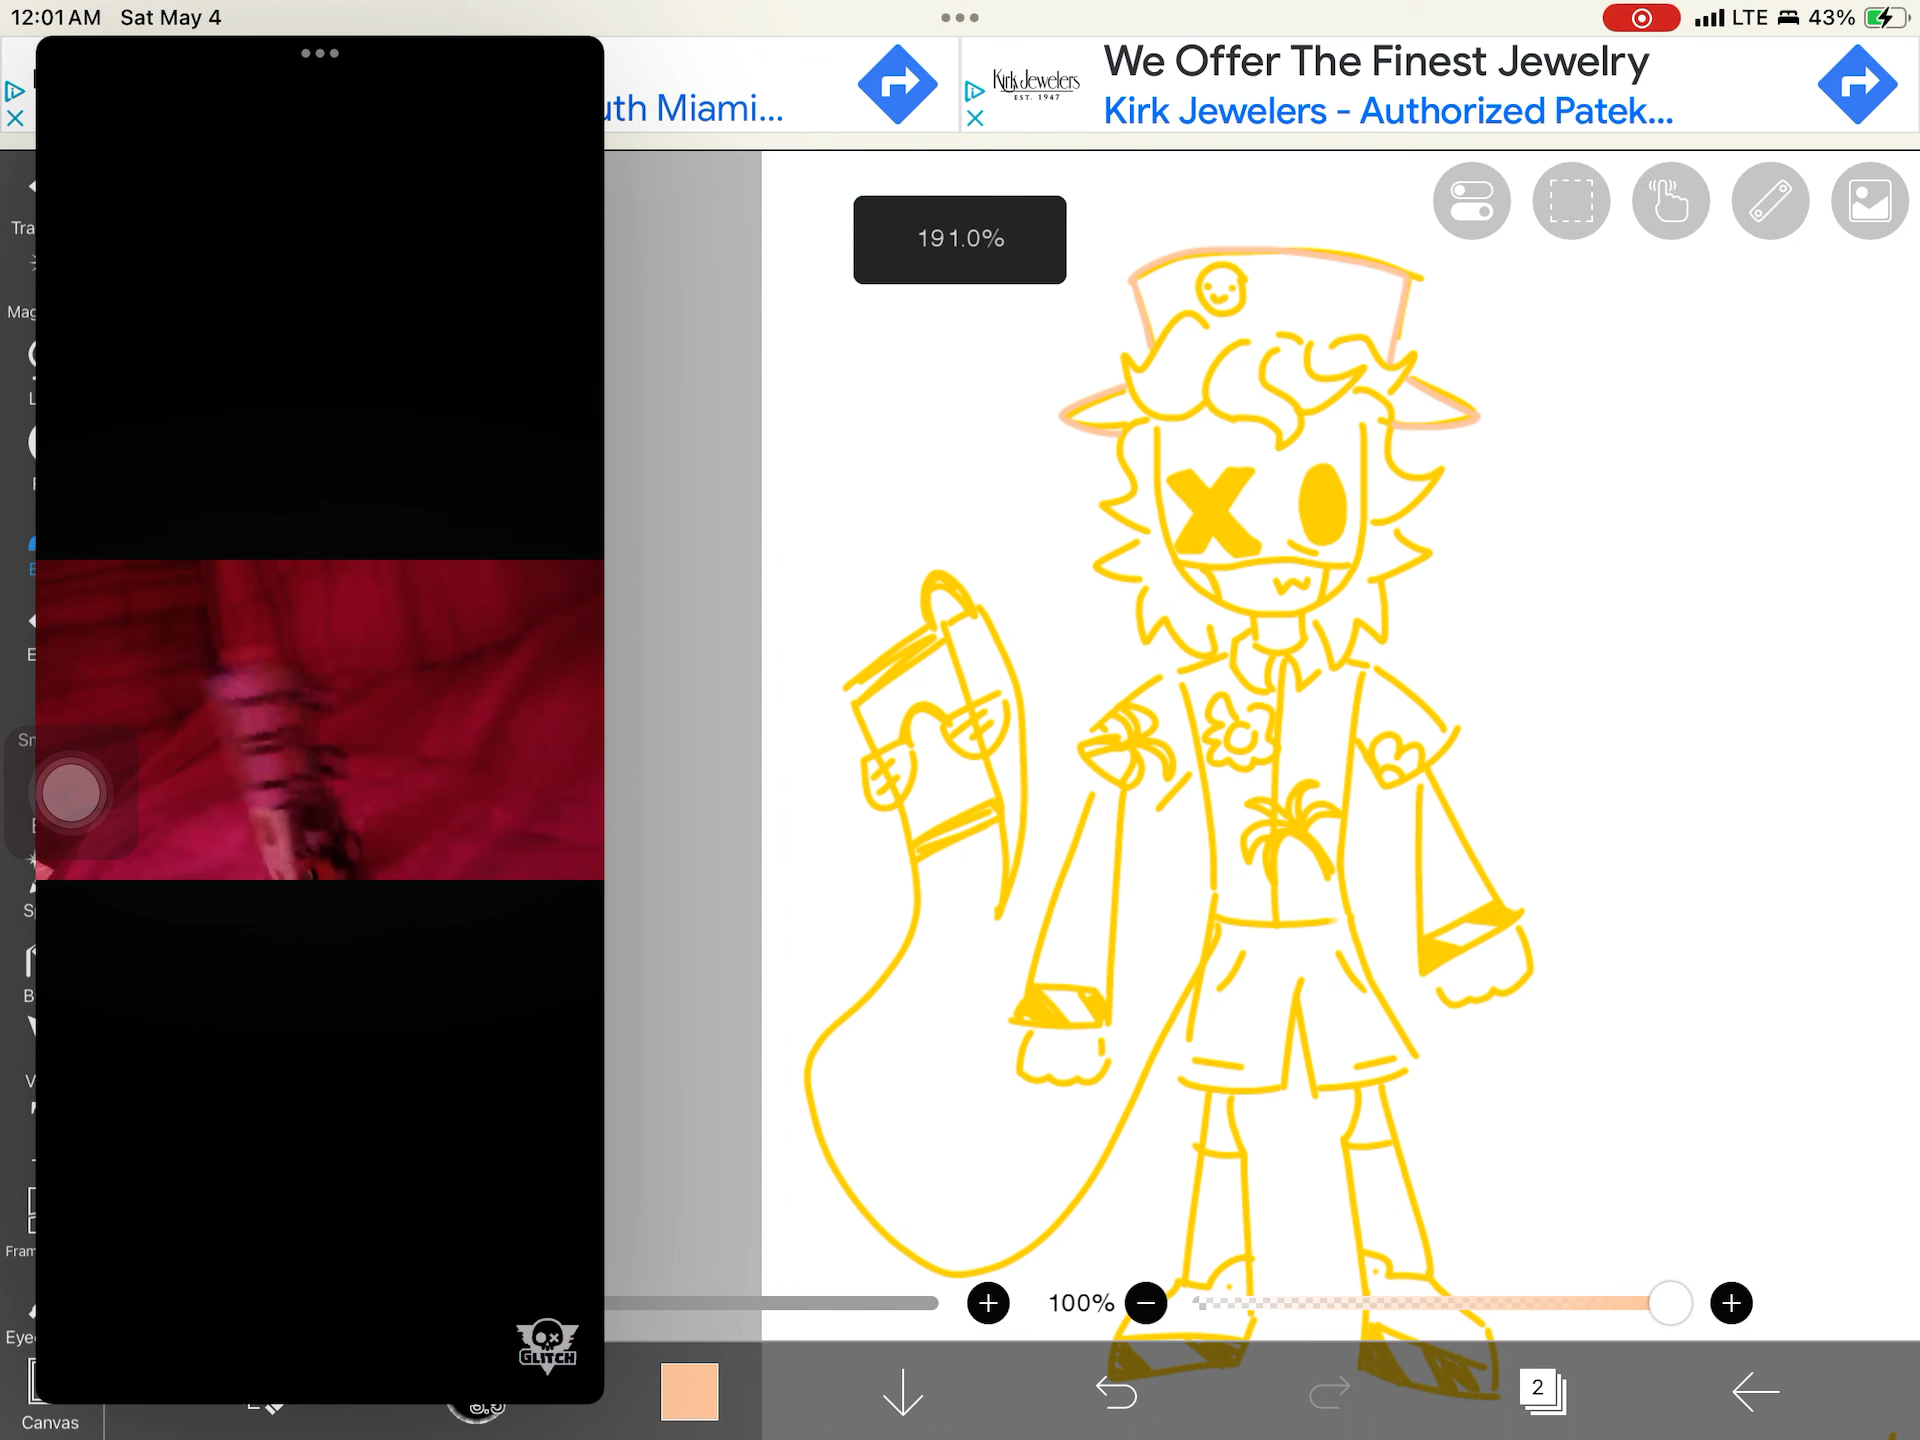 12:01 AM Sat May 4
LTE 43%
We Offer The Finest Jewelry
uth Miami...
Kirk Jewelers
EST. 1947
Kirk Jewelers - Authorized Patek...
191.0%
Tra
Mag
L
E
E
Sn
S
B
V
Fram
Eye
GLITCH
100%
2
Canvas